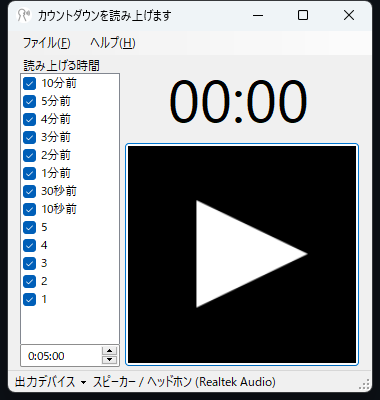 カウントダウンを読み上げます
ファイル(F) ヘルプ(H)
読み上げる時間
10分前
5分前
4分前
3分前
2分前
1分前
30秒前
10秒前
5
4
3
2
1
0:05:00
00:00
出力デバイス スピーカー / ヘッドホン (Realtek Audio)